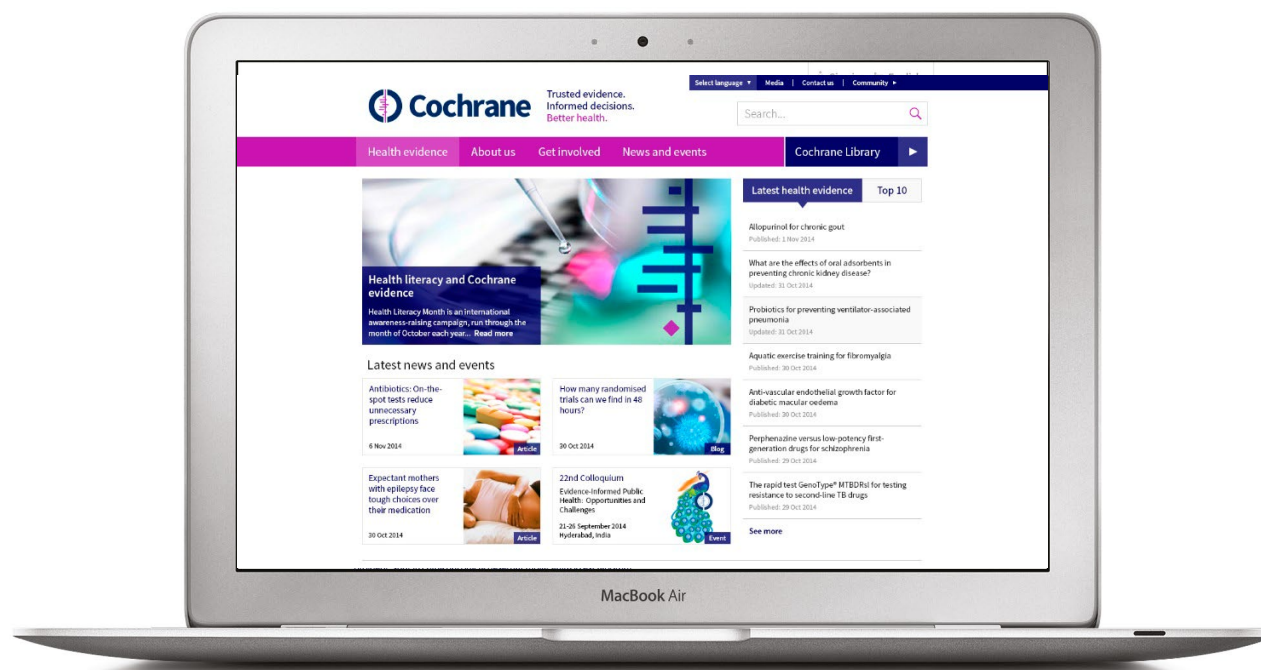 Select language ▼ Media | Contact us | Community ►
Cochrane
Trusted evidence.
Informed decisions.
Better health.
Search...
Health evidence About us Get involved News and events Cochrane Library ►
Health literacy and Cochrane
evidence
Health Literacy Month is an international
awareness-raising campaign, run through the
month of October each year... Read more
Latest news and events
Antibiotics: On-the-
spot tests reduce
unnecessary
prescriptions
6 Nov 2014
Article
How many randomised
trials can we find in 48
hours?
30 Oct 2014
Blog
Expectant mothers
with epilepsy face
tough choices over
their medication
30 Oct 2014
Article
22nd Colloquium
Evidence-Informed Public
Health: Opportunities and
Challenges
21-26 September 2014
Hyderabad, India
Event
Latest health evidence Top 10
Allopurinol for chronic gout
Published: 1 Nov 2014
What are the effects of oral adsorbents in
preventing chronic kidney disease?
Updated: 31 Oct 2014
Probiotics for preventing ventilator-associated
pneumonia
Updated: 31 Oct 2014
Aquatic exercise training for fibromyalgia
Published: 30 Oct 2014
Anti-vascular endothelial growth factor for
diabetic macular oedema
Published: 30 Oct 2014
Perphenazine versus low-potency first-
generation drugs for schizophrenia
Published: 29 Oct 2014
The rapid test GenoType® MTBDRsl for testing
resistance to second-line TB drugs
Published: 29 Oct 2014
See more
MacBook Air